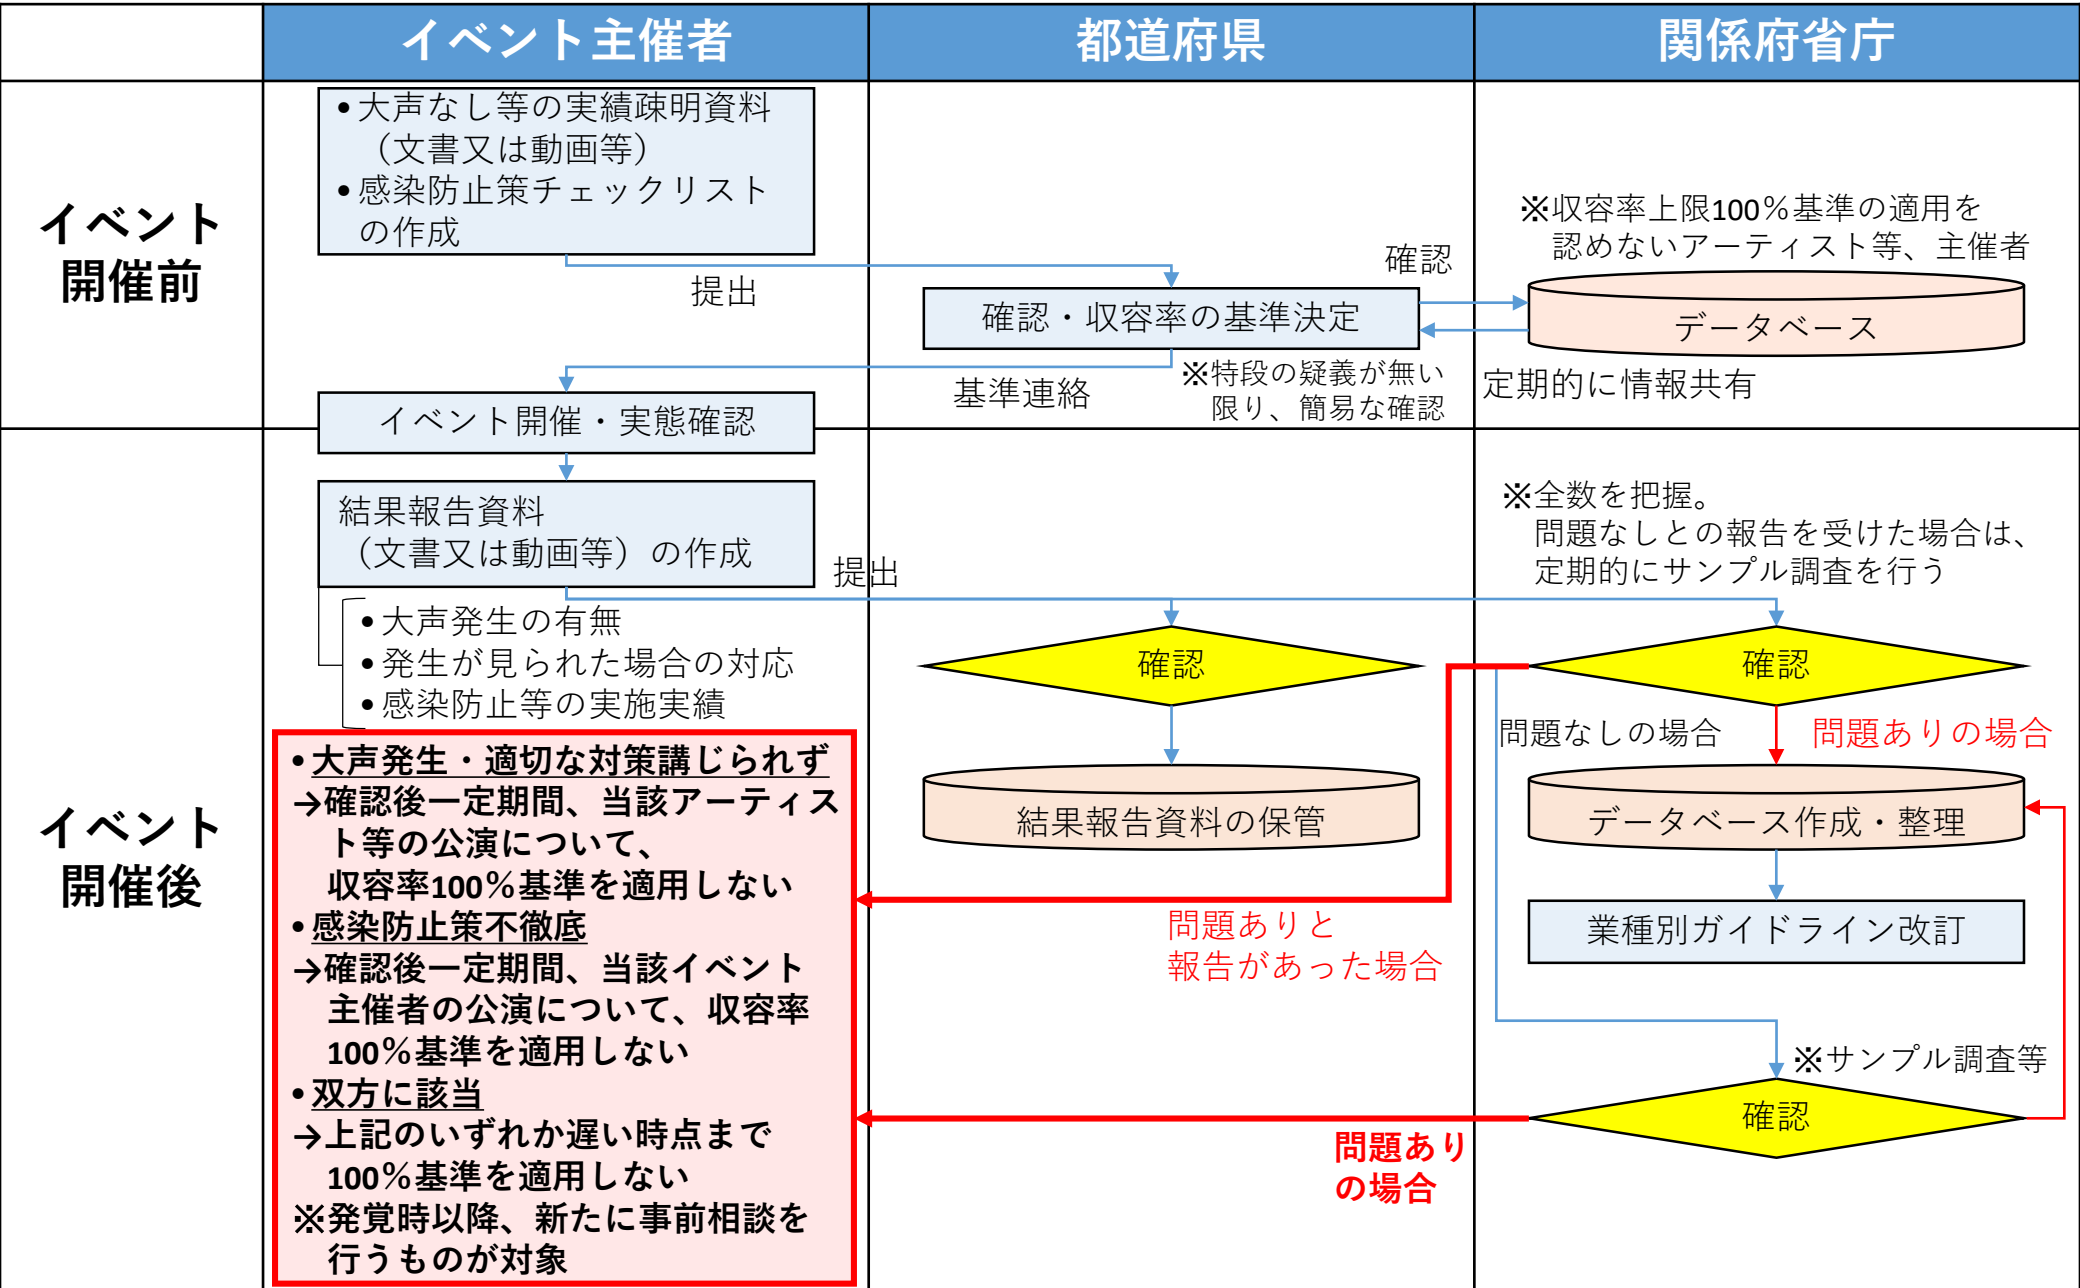 イベント主催者
都道府県
関係府省庁
イベント
開催前
•大声なし等の実績疎明資料
（文書又は動画等）
•感染防止策チェックリスト
の作成
提出
確認・収容率の基準決定
確認
※収容率上限100％基準の適用を
認めないアーティスト等、主催者
データベース
定期的に情報共有
※特段の疑義が無い
限り、簡易な確認
基準連絡
イベント開催・実態確認
イベント
開催後
結果報告資料
（文書又は動画等）の作成
提出
•大声発生の有無
•発生が見られた場合の対応
•感染防止等の実施実績
※全数を把握。
問題なしとの報告を受けた場合は、
定期的にサンプル調査を行う
確認
確認
問題なしの場合
問題ありの場合
結果報告資料の保管
データベース作成・整理
業種別ガイドライン改訂
問題ありと
報告があった場合
※サンプル調査等
確認
問題あり
の場合
•大声発生・適切な対策講じられず
→確認後一定期間、当該アーティス
ト等の公演について、
収容率100％基準を適用しない
•感染防止策不徹底
→確認後一定期間、当該イベント
主催者の公演について、収容率
100％基準を適用しない
•双方に該当
→上記のいずれか遅い時点まで
100％基準を適用しない
※発覚時以降、新たに事前相談を
行うものが対象